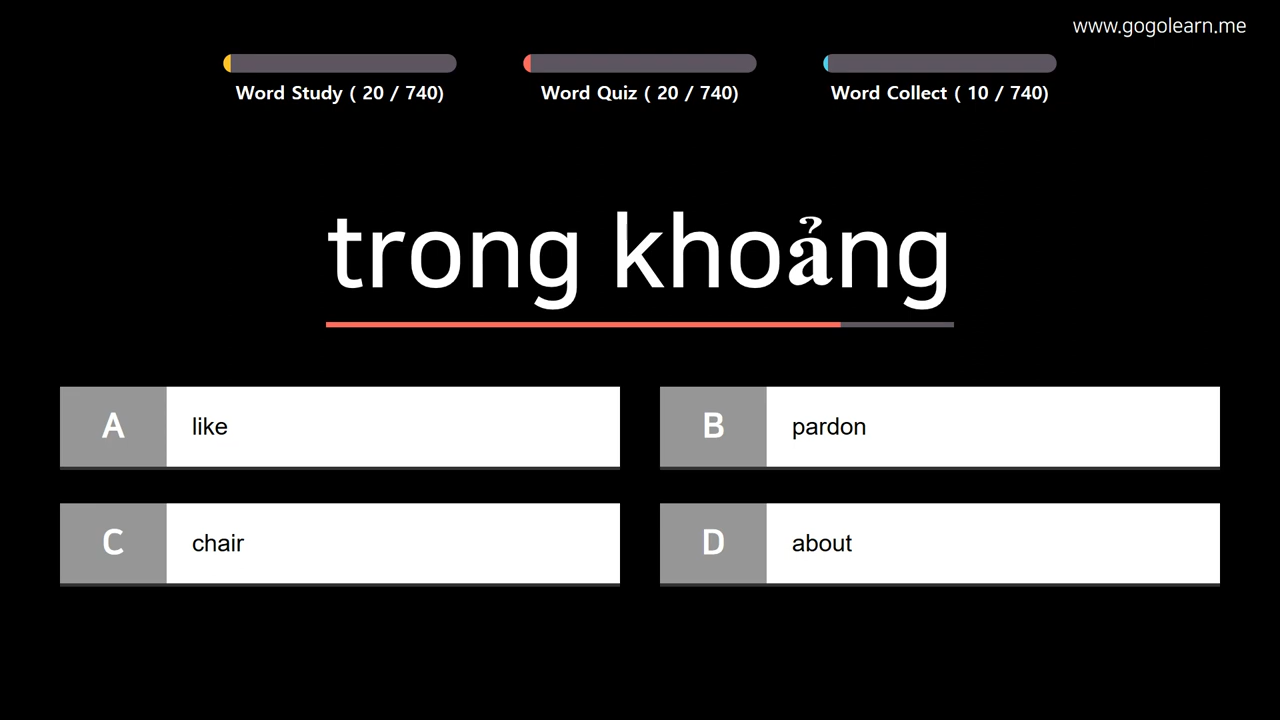 www.gogolearn.me
Word Study ( 20 / 740)
Word Quiz ( 20 / 740)
Word Collect ( 10 / 740)
trong khoảng
A like
B pardon
C chair
D about